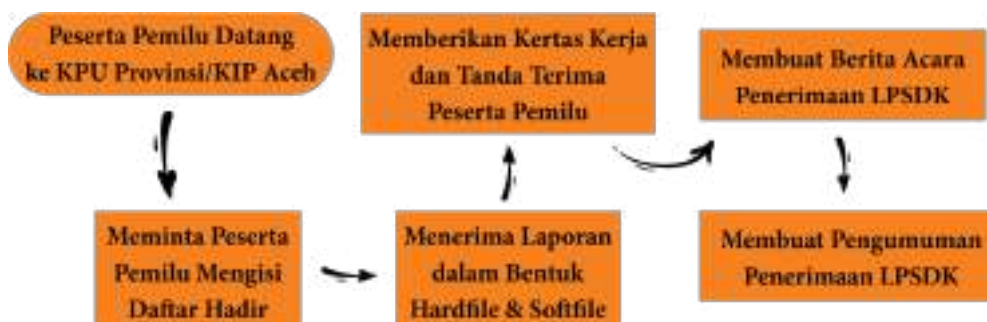 Peserta Pemilu Datang
ke KPU Provinsi/KIP Aceh
Meminta Peserta
Pemilu Mengisi
Daftar Hadir
Menerima Laporan
dalam Bentuk
Hardfile & Softfile
Memberikan Kertas Kerja
dan Tanda Terima
Peserta Pemilu
Membuat Berita Acara
Penerimaan LPSDK
Membuat Pengumuman
Penerimaan LPSDK